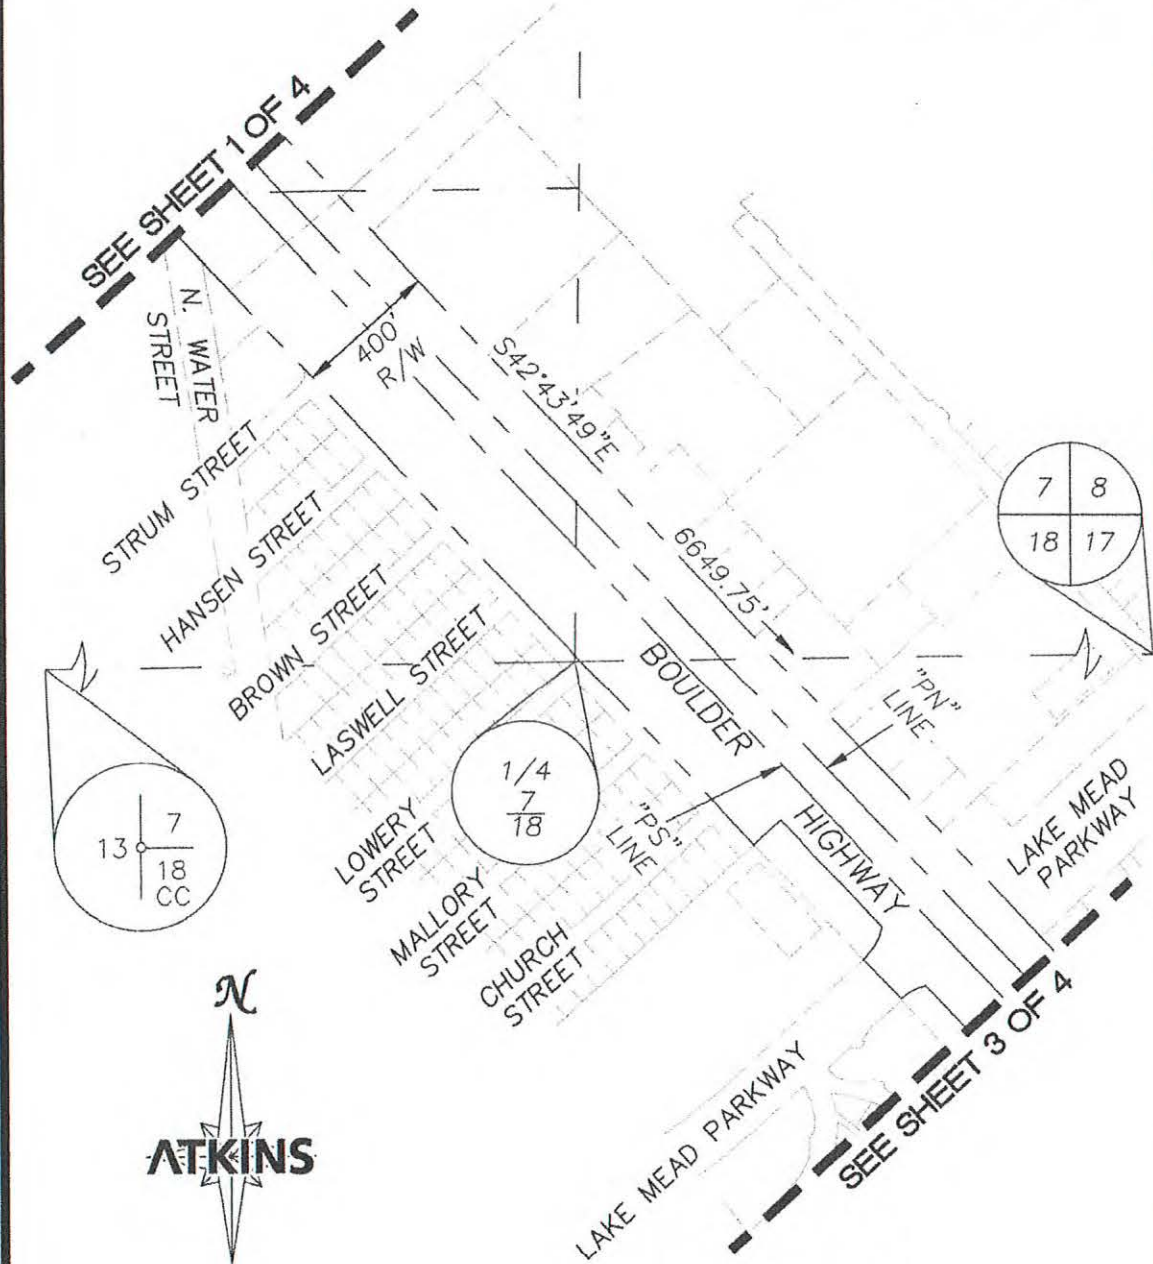 SEE SHEET 1 OF 4
N. WATER
STREET
400'
R/W
S42°43'49"E
6649.75'
STRUM STREET
HANSEN STREET
BROWN STREET
LASWELL STREET
LOWERY
STREET
MALLORY
STREET
CHURCH
STREET
7 8
18 17
BOULDER
HIGHWAY
"PN"
LINE
"PS"
LINE
1/4
7
18
13 7
18
CC
LAKE MEAD
PARKWAY
LAKE MEAD PARKWAY
SEE SHEET 3 OF 4
N
ATKINS